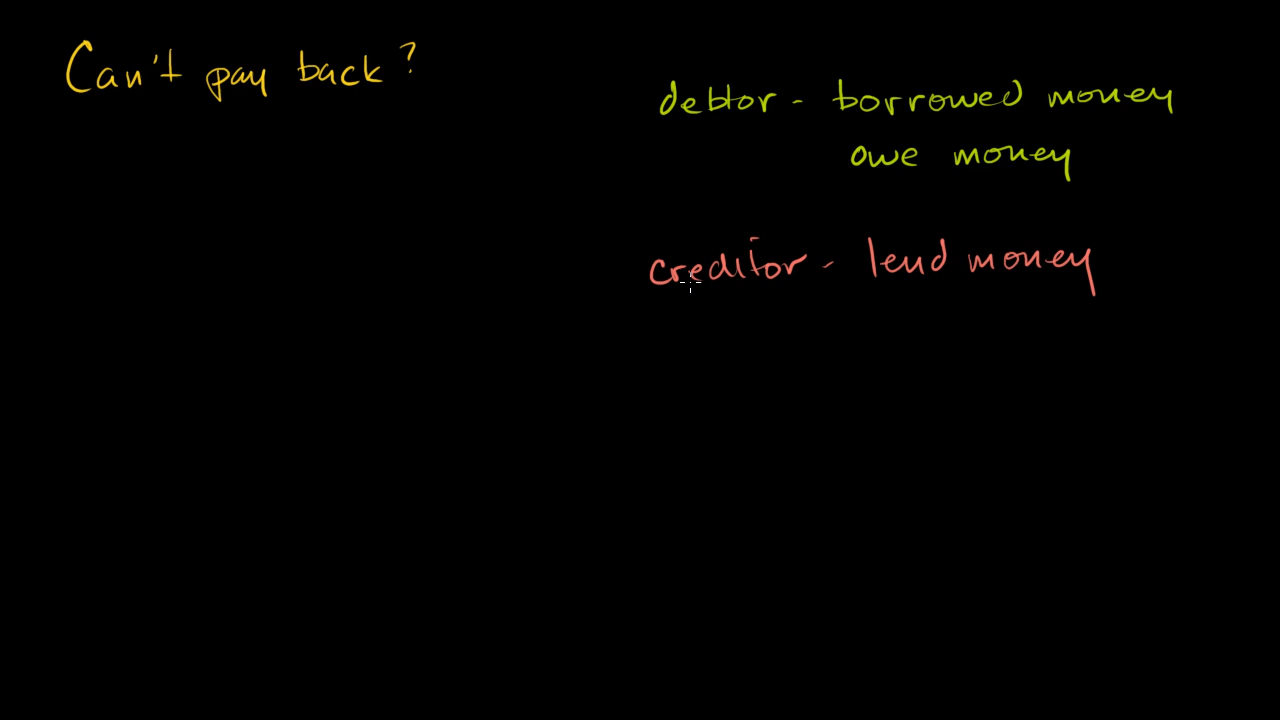 Can't pay back?
debtor - borrowed money
owe money
creditor - lend money